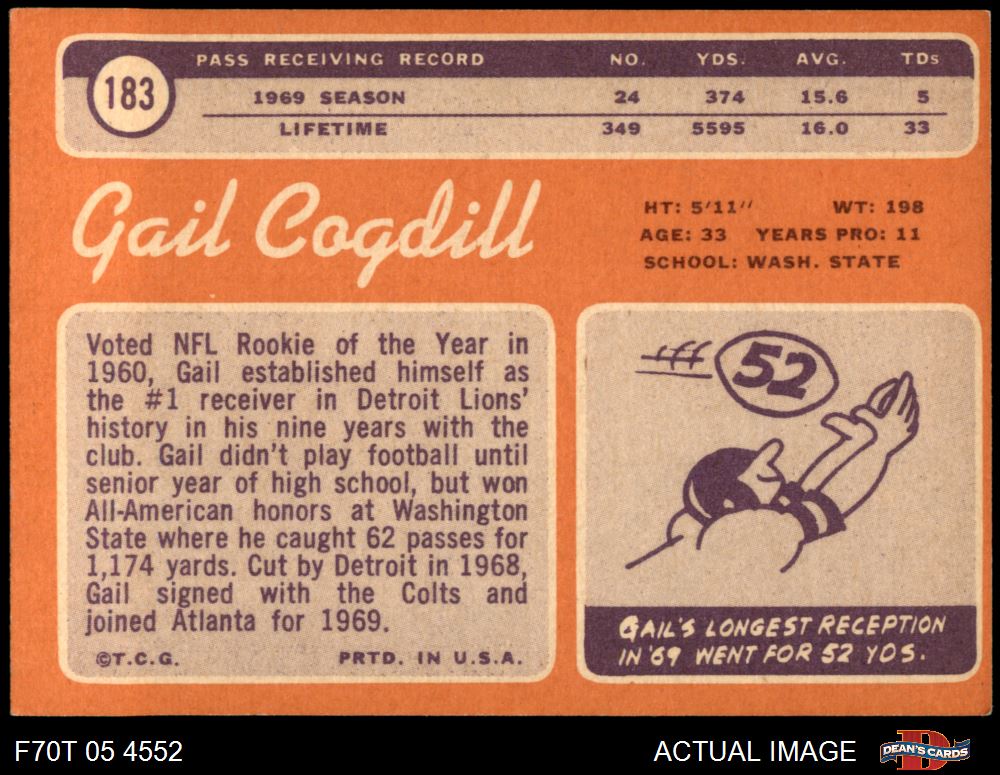 183
PASS RECEIVING RECORD NO. YDS. AVG. TDs
1969 SEASON 24 374 15.6 5
LIFETIME 349 5595 16.0 33
Gail Cogdill
HT: 5'11" WT: 198
AGE: 33 YEARS PRO: 11
SCHOOL: WASH. STATE
Voted NFL Rookie of the Year in
1960, Gail established himself as
the #1 receiver in Detroit Lions'
history in his nine years with the
club. Gail didn't play football until
senior year of high school, but won
All-American honors at Washington
State where he caught 62 passes for
1,174 yards. Cut by Detroit in 1968,
Gail signed with the Colts and
joined Atlanta for 1969.
©T.C.G. PRTD. IN U.S.A.
52
GAIL'S LONGEST RECEPTION
IN '69 WENT FOR 52 YDS.
F70T 05 4552
ACTUAL IMAGE
D
DEAN'S CARDS